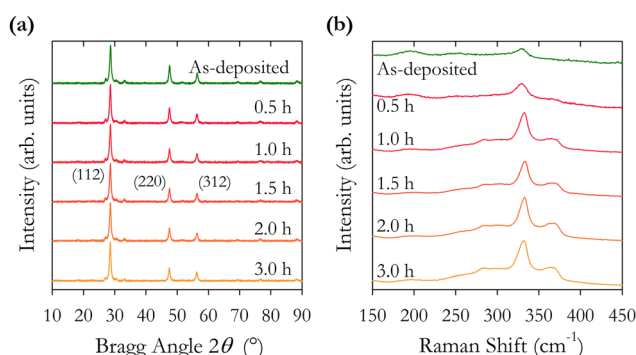 (a)
Intensity (arb. units)
As-deposited
0.5 h
1.0 h
1.5 h
(112)
(220)
(312)
2.0 h
3.0 h
10 20 30 40 50 60 70 80 90
Bragg Angle 2θ (°)
(b)
Intensity (arb. units)
As-deposited
0.5 h
1.0 h
1.5 h
2.0 h
3.0 h
150 200 250 300 350 400 450
Raman Shift (cm⁻¹)